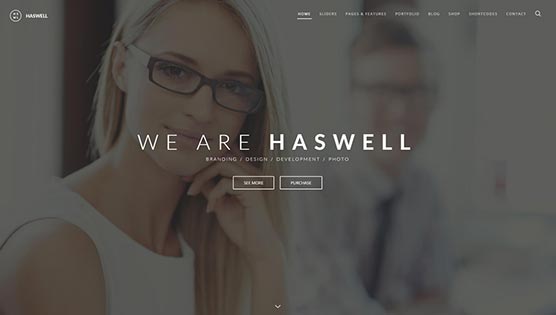 HASWELL
HOME SLIDERS PAGES & FEATURES PORTFOLIO BLOG SHOP SHORTCODES CONTACT
WE ARE HASWELL
BRANDING / DESIGN / DEVELOPMENT / PHOTO
SEE MORE PURCHASE